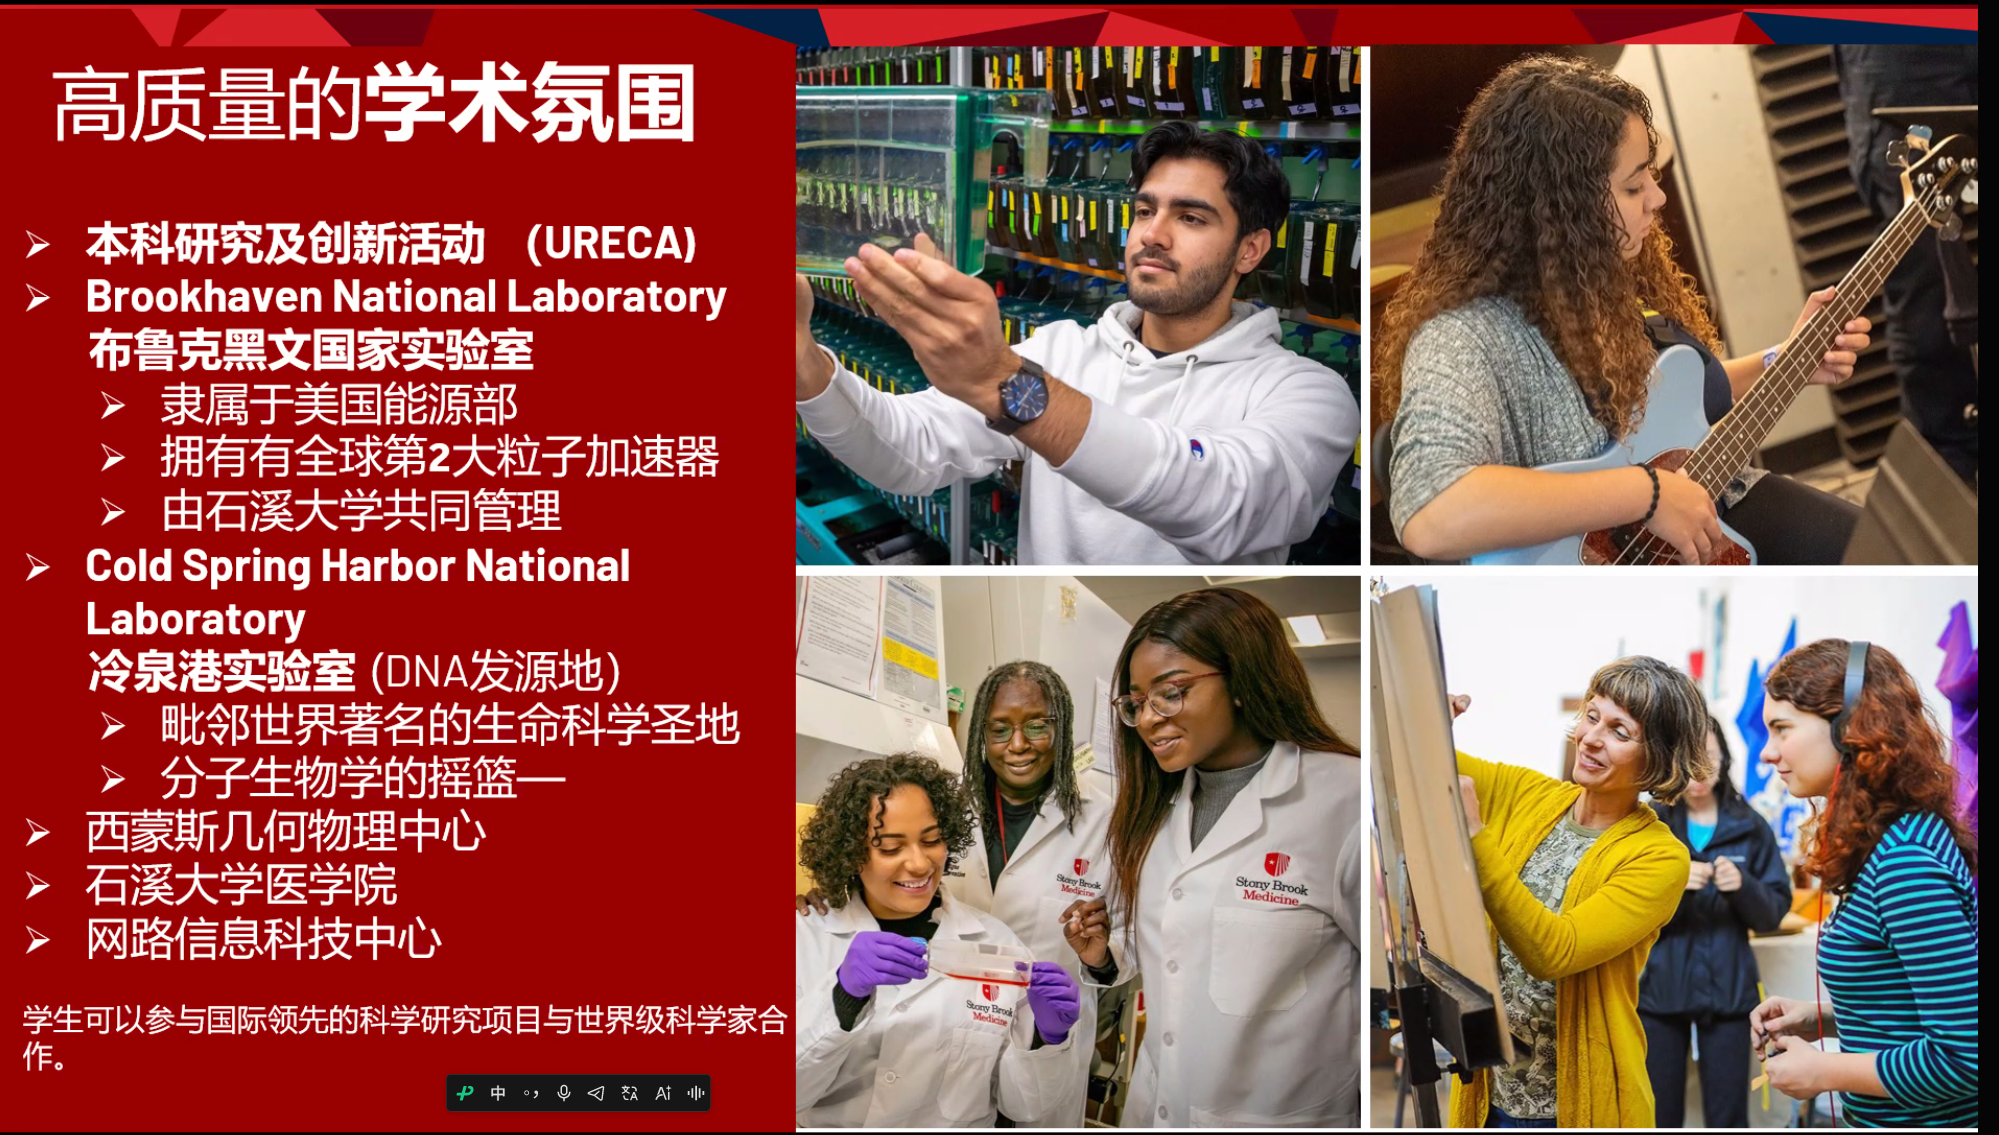 高质量的学术氛围
本科研究及创新活动 (URECA)
Brookhaven National Laboratory
布鲁克黑文国家实验室
隶属于美国能源部
拥有有全球第2大粒子加速器
由石溪大学共同管理
Cold Spring Harbor National
Laboratory
冷泉港实验室 (DNA发源地)
毗邻世界著名的生命科学圣地
分子生物学的摇篮—
西蒙斯几何物理中心
石溪大学医学院
网路信息科技中心
学生可以参与国际领先的科学研究项目与世界级科学家合
作。
中
Stony Brook
Medicine
Stony Brook
Medicine
Stony Brook
Medicine